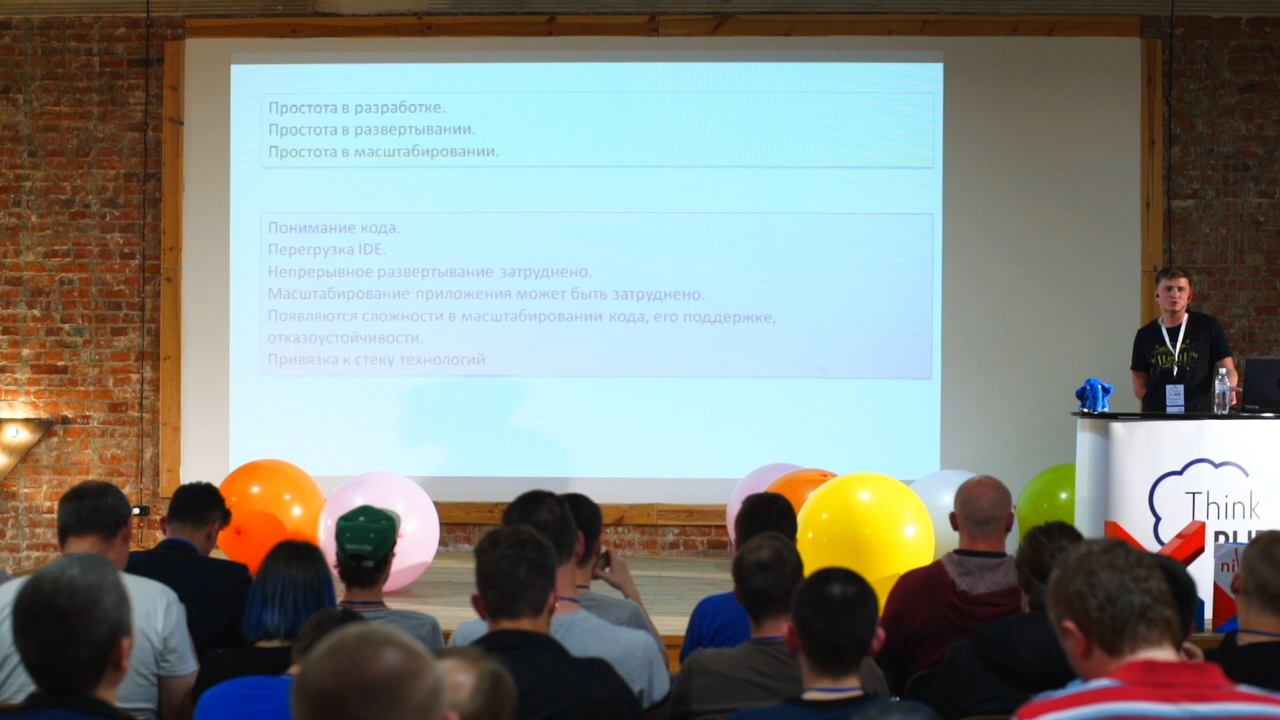 Простота в разработке.
Простота в развертывании.
Простота в масштабировании.
Понимание кода.
Перегрузка IDE.
Непрерывное развертывание затруднено.
Масштабирование приложения может быть затруднено.
Появляются сложности в масштабировании кода, его поддержке,
отказоустойчивости.
Привязка к стеку технологий.
Think